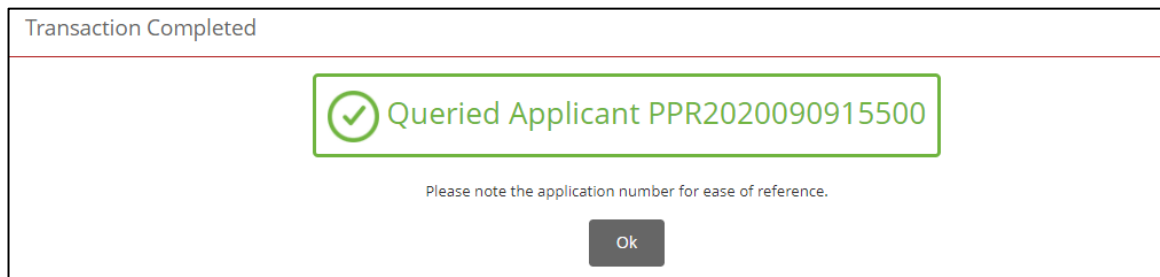 Transaction Completed
Queried Applicant PPR2020090915500
Please note the application number for ease of reference.
Ok